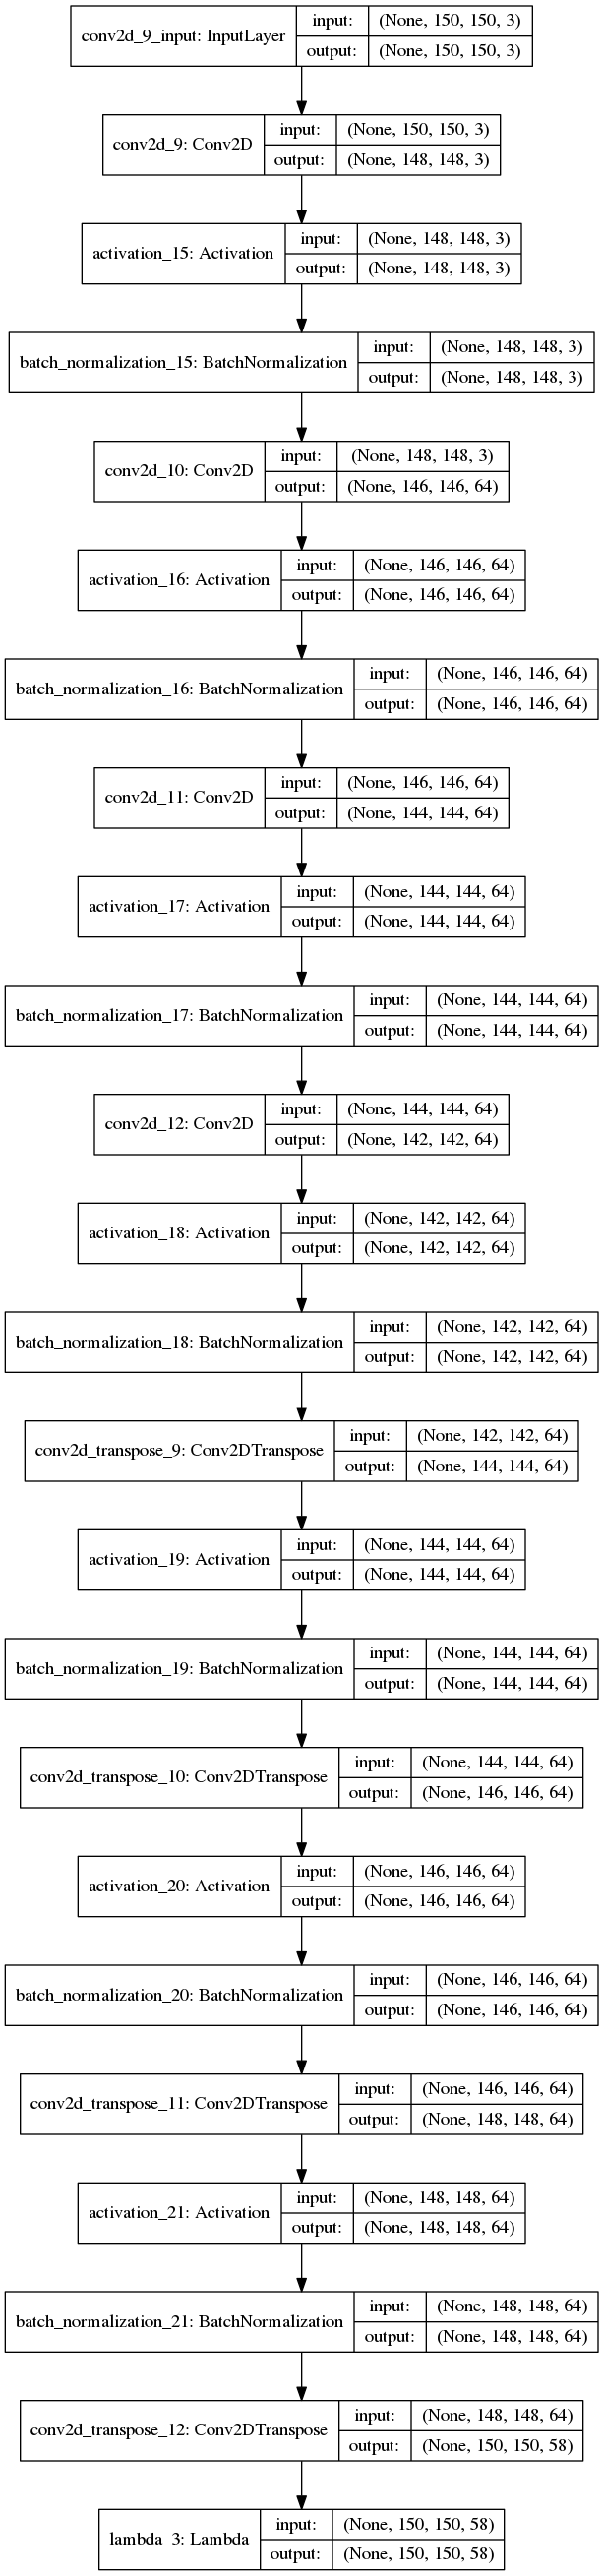 conv2d_9_input: InputLayer
input: (None, 150, 150, 3)
output: (None, 150, 150, 3)
conv2d_9: Conv2D
input: (None, 150, 150, 3)
output: (None, 148, 148, 3)
activation_15: Activation
input: (None, 148, 148, 3)
output: (None, 148, 148, 3)
batch_normalization_15: BatchNormalization
input: (None, 148, 148, 3)
output: (None, 148, 148, 3)
conv2d_10: Conv2D
input: (None, 148, 148, 3)
output: (None, 146, 146, 64)
activation_16: Activation
input: (None, 146, 146, 64)
output: (None, 146, 146, 64)
batch_normalization_16: BatchNormalization
input: (None, 146, 146, 64)
output: (None, 146, 146, 64)
conv2d_11: Conv2D
input: (None, 146, 146, 64)
output: (None, 144, 144, 64)
activation_17: Activation
input: (None, 144, 144, 64)
output: (None, 144, 144, 64)
batch_normalization_17: BatchNormalization
input: (None, 144, 144, 64)
output: (None, 144, 144, 64)
conv2d_12: Conv2D
input: (None, 144, 144, 64)
output: (None, 142, 142, 64)
activation_18: Activation
input: (None, 142, 142, 64)
output: (None, 142, 142, 64)
batch_normalization_18: BatchNormalization
input: (None, 142, 142, 64)
output: (None, 142, 142, 64)
conv2d_transpose_9: Conv2DTranspose
input: (None, 142, 142, 64)
output: (None, 144, 144, 64)
activation_19: Activation
input: (None, 144, 144, 64)
output: (None, 144, 144, 64)
batch_normalization_19: BatchNormalization
input: (None, 144, 144, 64)
output: (None, 144, 144, 64)
conv2d_transpose_10: Conv2DTranspose
input: (None, 144, 144, 64)
output: (None, 146, 146, 64)
activation_20: Activation
input: (None, 146, 146, 64)
output: (None, 146, 146, 64)
batch_normalization_20: BatchNormalization
input: (None, 146, 146, 64)
output: (None, 146, 146, 64)
conv2d_transpose_11: Conv2DTranspose
input: (None, 146, 146, 64)
output: (None, 148, 148, 64)
activation_21: Activation
input: (None, 148, 148, 64)
output: (None, 148, 148, 64)
batch_normalization_21: BatchNormalization
input: (None, 148, 148, 64)
output: (None, 148, 148, 64)
conv2d_transpose_12: Conv2DTranspose
input: (None, 148, 148, 64)
output: (None, 150, 150, 58)
lambda_3: Lambda
input: (None, 150, 150, 58)
output: (None, 150, 150, 58)